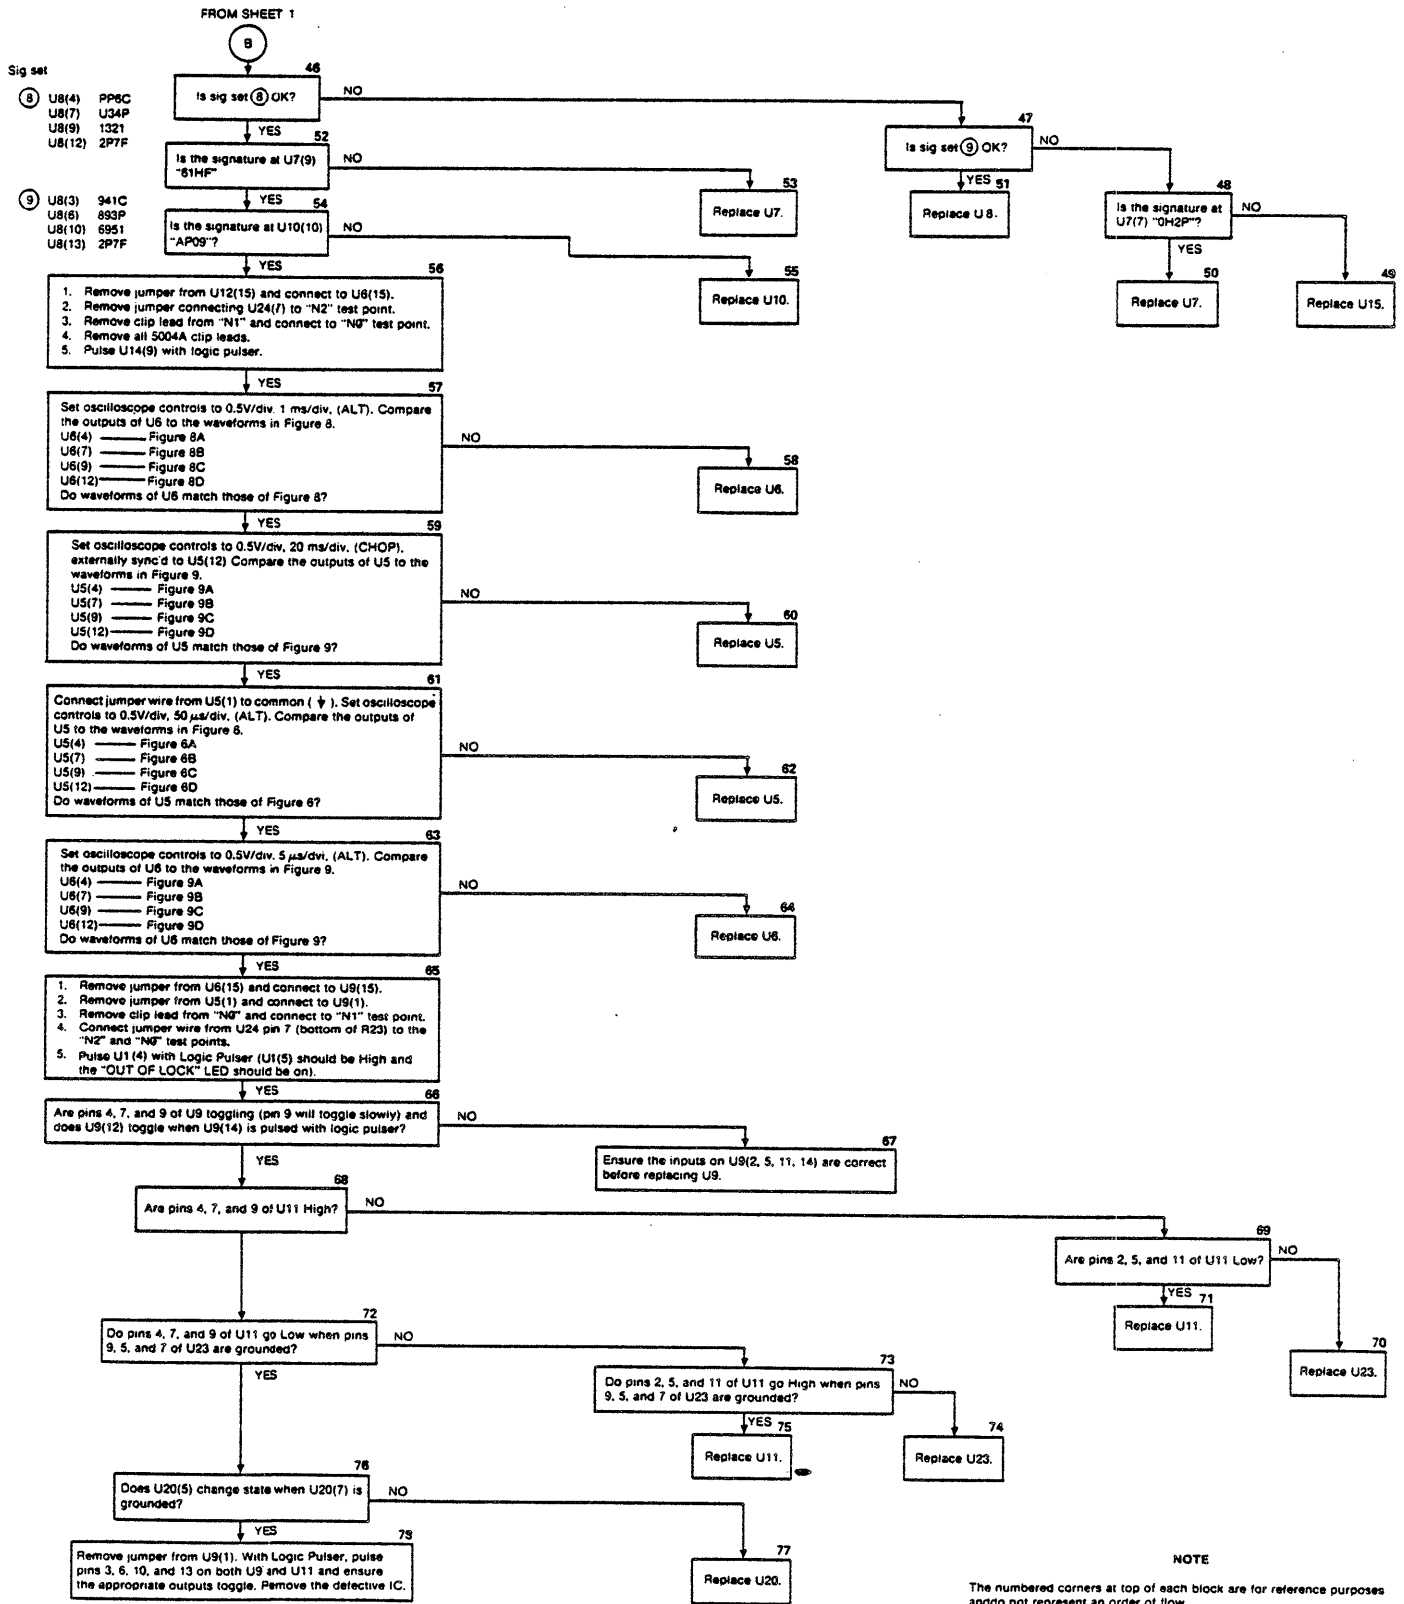 FROM SHEET 1
B
Sig set
8 U8(4) PP6C
U8(7) U34P
U8(9) 1321
U8(12) 2P7F
9 U8(3) 941C
U8(6) 893P
U8(10) 6951
U8(13) 2P7F
46
Is sig set 8 OK?
NO
YES
47
Is sig set 9 OK?
NO
YES
48
Is the signature at
U7(7) "0H2P"?
NO
YES
49
Replace U15.
50
Replace U7.
51
Replace U8.
52
Is the signature at U7(9)
"61HF"
NO
YES
53
Replace U7.
54
Is the signature at U10(10)
"AP09"?
NO
YES
55
Replace U10.
56
1. Remove jumper from U12(15) and connect to U6(15).
2. Remove jumper connecting U24(7) to "N2" test point.
3. Remove clip lead from "N1" and connect to "N0" test point.
4. Remove all 5004A clip leads.
5. Pulse U14(9) with logic pulser.
YES
57
Set oscilloscope controls to 0.5V/div. 1 ms/div, (ALT). Compare
the outputs of U6 to the waveforms in Figure 8.
U6(4) —— Figure 8A
U6(7) —— Figure 8B
U6(9) —— Figure 8C
U6(12) —— Figure 8D
Do waveforms of U6 match those of Figure 8?
NO
YES
58
Replace U6.
59
Set oscilloscope controls to 0.5V/div, 20 ms/div, (CHOP),
externally sync'd to U5(12) Compare the outputs of U5 to the
waveforms in Figure 9.
U5(4) —— Figure 9A
U5(7) —— Figure 9B
U5(9) —— Figure 9C
U5(12) —— Figure 9D
Do waveforms of U5 match those of Figure 9?
NO
YES
60
Replace U5.
61
Connect jumper wire from U5(1) to common ( ⏚ ). Set oscilloscope
controls to 0.5V/div, 50 µs/div, (ALT). Compare the outputs of
U5 to the waveforms in Figure 6.
U5(4) —— Figure 6A
U5(7) —— Figure 6B
U5(9) —— Figure 6C
U5(12) —— Figure 6D
Do waveforms of U5 match those of Figure 6?
NO
YES
62
Replace U5.
63
Set oscilloscope controls to 0.5V/div. 5 µs/dvi, (ALT). Compare
the outputs of U6 to the waveforms in Figure 9.
U6(4) —— Figure 9A
U6(7) —— Figure 9B
U6(9) —— Figure 9C
U6(12) —— Figure 9D
Do waveforms of U6 match those of Figure 9?
NO
YES
64
Replace U6.
65
1. Remove jumper from U6(15) and connect to U9(15).
2. Remove jumper from U5(1) and connect to U9(1).
3. Remove clip lead from "N0" and connect to "N1" test point.
4. Connect jumper wire from U24 pin 7 (bottom of R23) to the
"N2" and "N0" test points.
5. Pulse U1(4) with Logic Pulser (U1(5) should be High and
the "OUT OF LOCK" LED should be on).
YES
66
Are pins 4, 7, and 9 of U9 toggling (pin 9 will toggle slowly) and
does U9(12) toggle when U9(14) is pulsed with logic pulser?
NO
YES
67
Ensure the inputs on U9(2, 5, 11, 14) are correct
before replacing U9.
68
Are pins 4, 7, and 9 of U11 High?
NO
69
Are pins 2, 5, and 11 of U11 Low?
NO
YES
70
Replace U23.
71
Replace U11.
72
Do pins 4, 7, and 9 of U11 go Low when pins
9, 5, and 7 of U23 are grounded?
NO
YES
73
Do pins 2, 5, and 11 of U11 go High when pins
9, 5, and 7 of U23 are grounded?
NO
YES
74
Replace U23.
75
Replace U11.
76
Does U20(5) change state when U20(7) is
grounded?
NO
YES
77
Replace U20.
79
Remove jumper from U9(1). With Logic Pulser, pulse
pins 3, 6, 10, and 13 on both U9 and U11 and ensure
the appropriate outputs toggle. Remove the defective IC.
NOTE
The numbered corners at top of each block are for reference purposes
anddo not represent an order of flow.